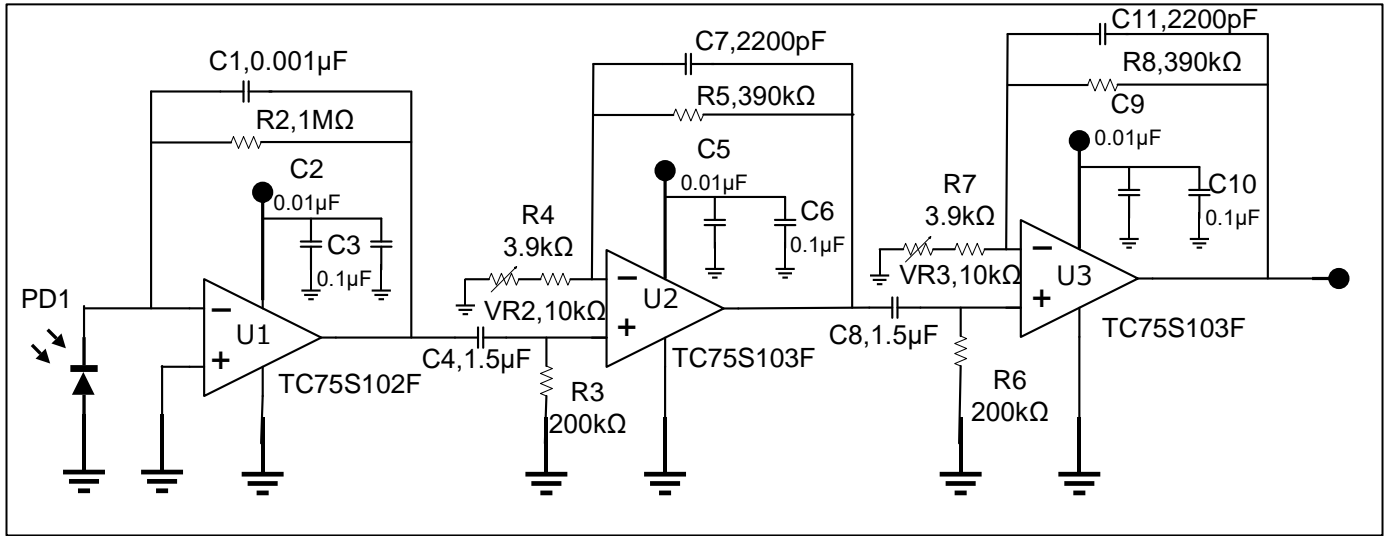 C1,0.001µF
R2,1MΩ
C2
0.01µF
C3
0.1µF
PD1
−
+
U1
TC75S102F
C7,2200pF
R5,390kΩ
C5
0.01µF
C6
0.1µF
R4
3.9kΩ
VR2,10kΩ
−
+
U2
TC75S103F
C4,1.5µF
R3
200kΩ
C11,2200pF
R8,390kΩ
C9
0.01µF
C10
0.1µF
R7
3.9kΩ
VR3,10kΩ
−
+
U3
TC75S103F
C8,1.5µF
R6
200kΩ